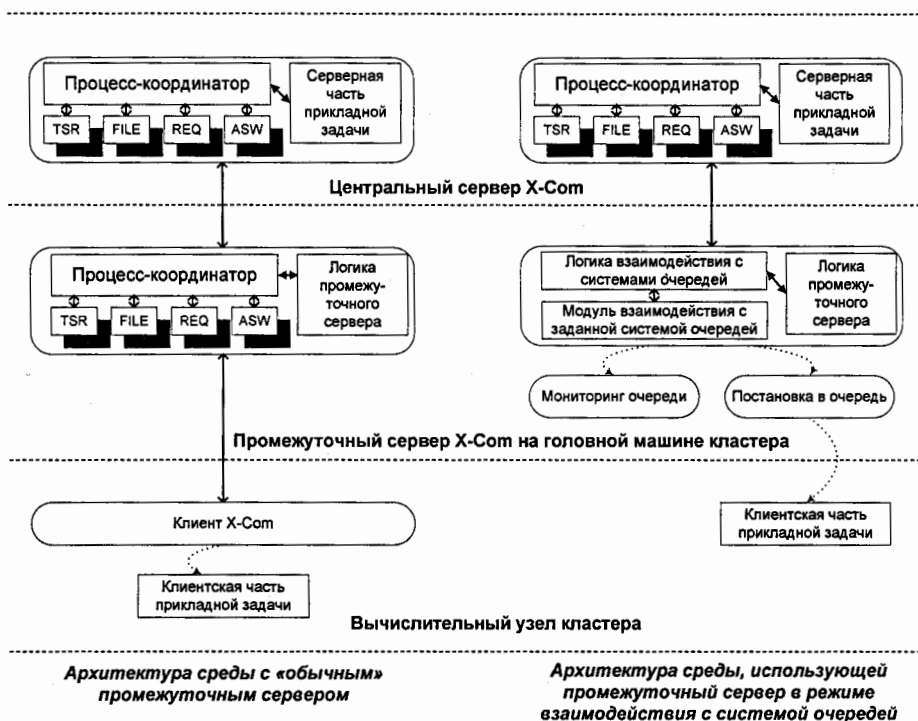 Процесс-координатор
Серверная
часть
прикладной
задачи
TSR
FILE
REQ
ASW
Процесс-координатор
Серверная
часть
прикладной
задачи
TSR
FILE
REQ
ASW
Центральный сервер X-Com
Процесс-координатор
Логика
промежу-
точного
сервера
TSR
FILE
REQ
ASW
Логика взаимодействия с
системами очередей
Модуль взаимодействия с
заданной системой очередей
Логика
промежу-
точного
сервера
Мониторинг очереди
Постановка в очередь
Промежуточный сервер X-Com на головной машине кластера
Клиент X-Com
Клиентская часть
прикладной задачи
Клиентская часть
прикладной задачи
Вычислительный узел кластера
Архитектура среды с «обычным»
промежуточным сервером
Архитектура среды, использующей
промежуточный сервер в режиме
взаимодействия с системой очередей